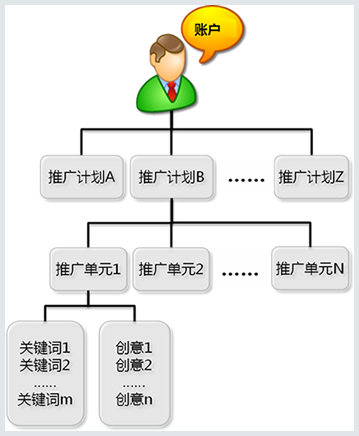 账户
推广计划A 推广计划B ...... 推广计划Z
推广单元1 推广单元2 ...... 推广单元N
关键词1
关键词2
......
关键词m
创意1
创意2
......
创意n